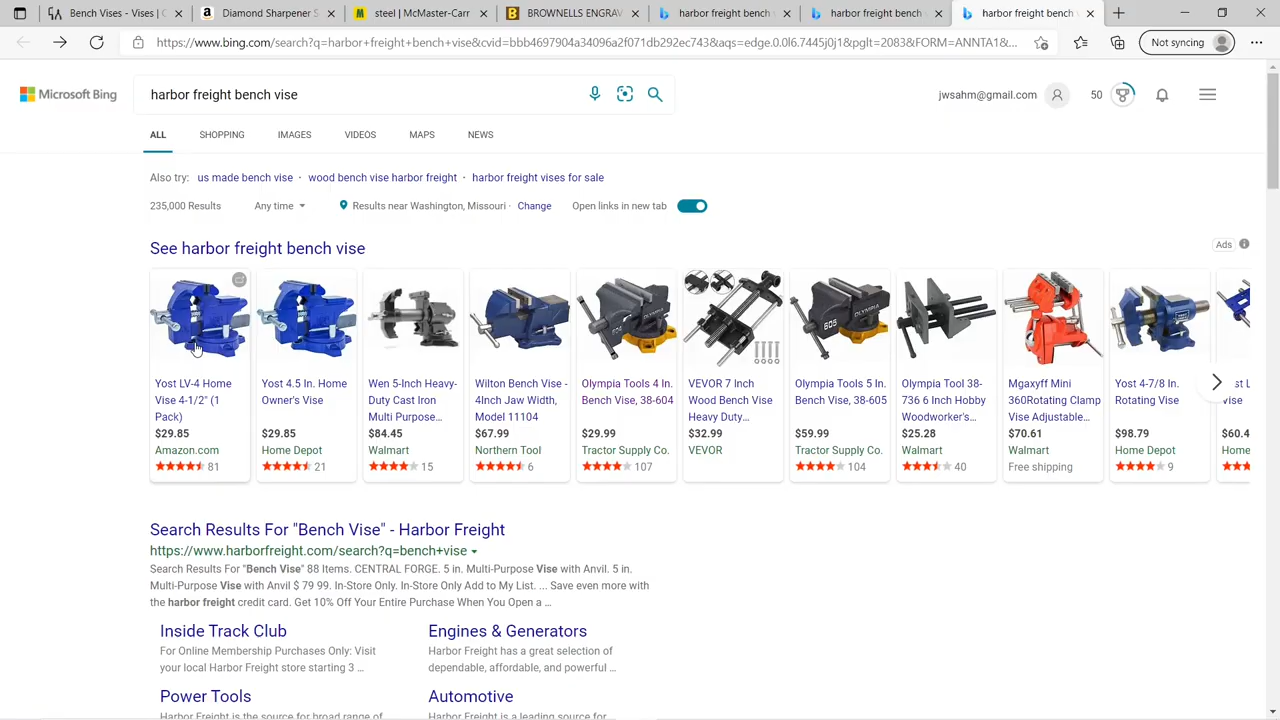 Bench Vises - Vises | G
Diamond Sharpener S
steel | McMaster-Carr
BROWNELLS ENGRAV
harbor freight bench
harbor freight bench
harbor freight bench vi
https://www.bing.com/search?q=harbor+freight+bench+vise&cvid=bbb4697904a34096a2f071db292ec743&aqs=edge.0.0l6.7445j0j1&pglt=2083&FORM=ANNTA1&...
Not syncing
Microsoft Bing
harbor freight bench vise
jwsahm@gmail.com
50
ALL
SHOPPING
IMAGES
VIDEOS
MAPS
NEWS
Also try: us made bench vise · wood bench vise harbor freight · harbor freight vises for sale
235,000 Results
Any time
Results near Washington, Missouri · Change
Open links in new tab
See harbor freight bench vise
Ads
Yost LV-4 Home
Vise 4-1/2" (1
Pack)
$29.85
Amazon.com
81
Yost 4.5 In. Home
Owner's Vise
$29.85
Home Depot
21
Wen 5-Inch Heavy-
Duty Cast Iron
Multi Purpose...
$84.45
Walmart
15
Wilton Bench Vise -
4Inch Jaw Width,
Model 11104
$67.99
Northern Tool
6
Olympia Tools 4 In.
Bench Vise, 38-604
$29.99
Tractor Supply Co.
107
VEVOR 7 Inch
Wood Bench Vise
Heavy Duty...
$32.99
VEVOR
OLYMPIA
605
Olympia Tools 5 In.
Bench Vise, 38-605
$59.99
Tractor Supply Co.
104
Olympia Tool 38-
736 6 Inch Hobby
Woodworker's...
$25.28
Walmart
40
Mgaxyff Mini
360Rotating Clamp
Vise Adjustable...
$70.61
Walmart
Free shipping
Yost 4-7/8 In.
Rotating Vise
$98.79
Home Depot
9
Vise
$60.4
Home
Search Results For "Bench Vise" - Harbor Freight
https://www.harborfreight.com/search?q=bench+vise
Search Results For "Bench Vise" 88 Items. CENTRAL FORGE. 5 in. Multi-Purpose Vise with Anvil. 5 in.
Multi-Purpose Vise with Anvil $ 79 99. In-Store Only. In-Store Only Add to My List. ... Save even more with
the harbor freight credit card. Get 10% Off Your Entire Purchase When You Open a ...
Inside Track Club
For Online Membership Purchases Only: Visit
your local Harbor Freight store starting 3 ...
Engines & Generators
Harbor Freight has a great selection of
dependable, affordable, and powerful ...
Power Tools
Harbor Freight is the source for broad range of
Automotive
Harbor Freight is a leading source for